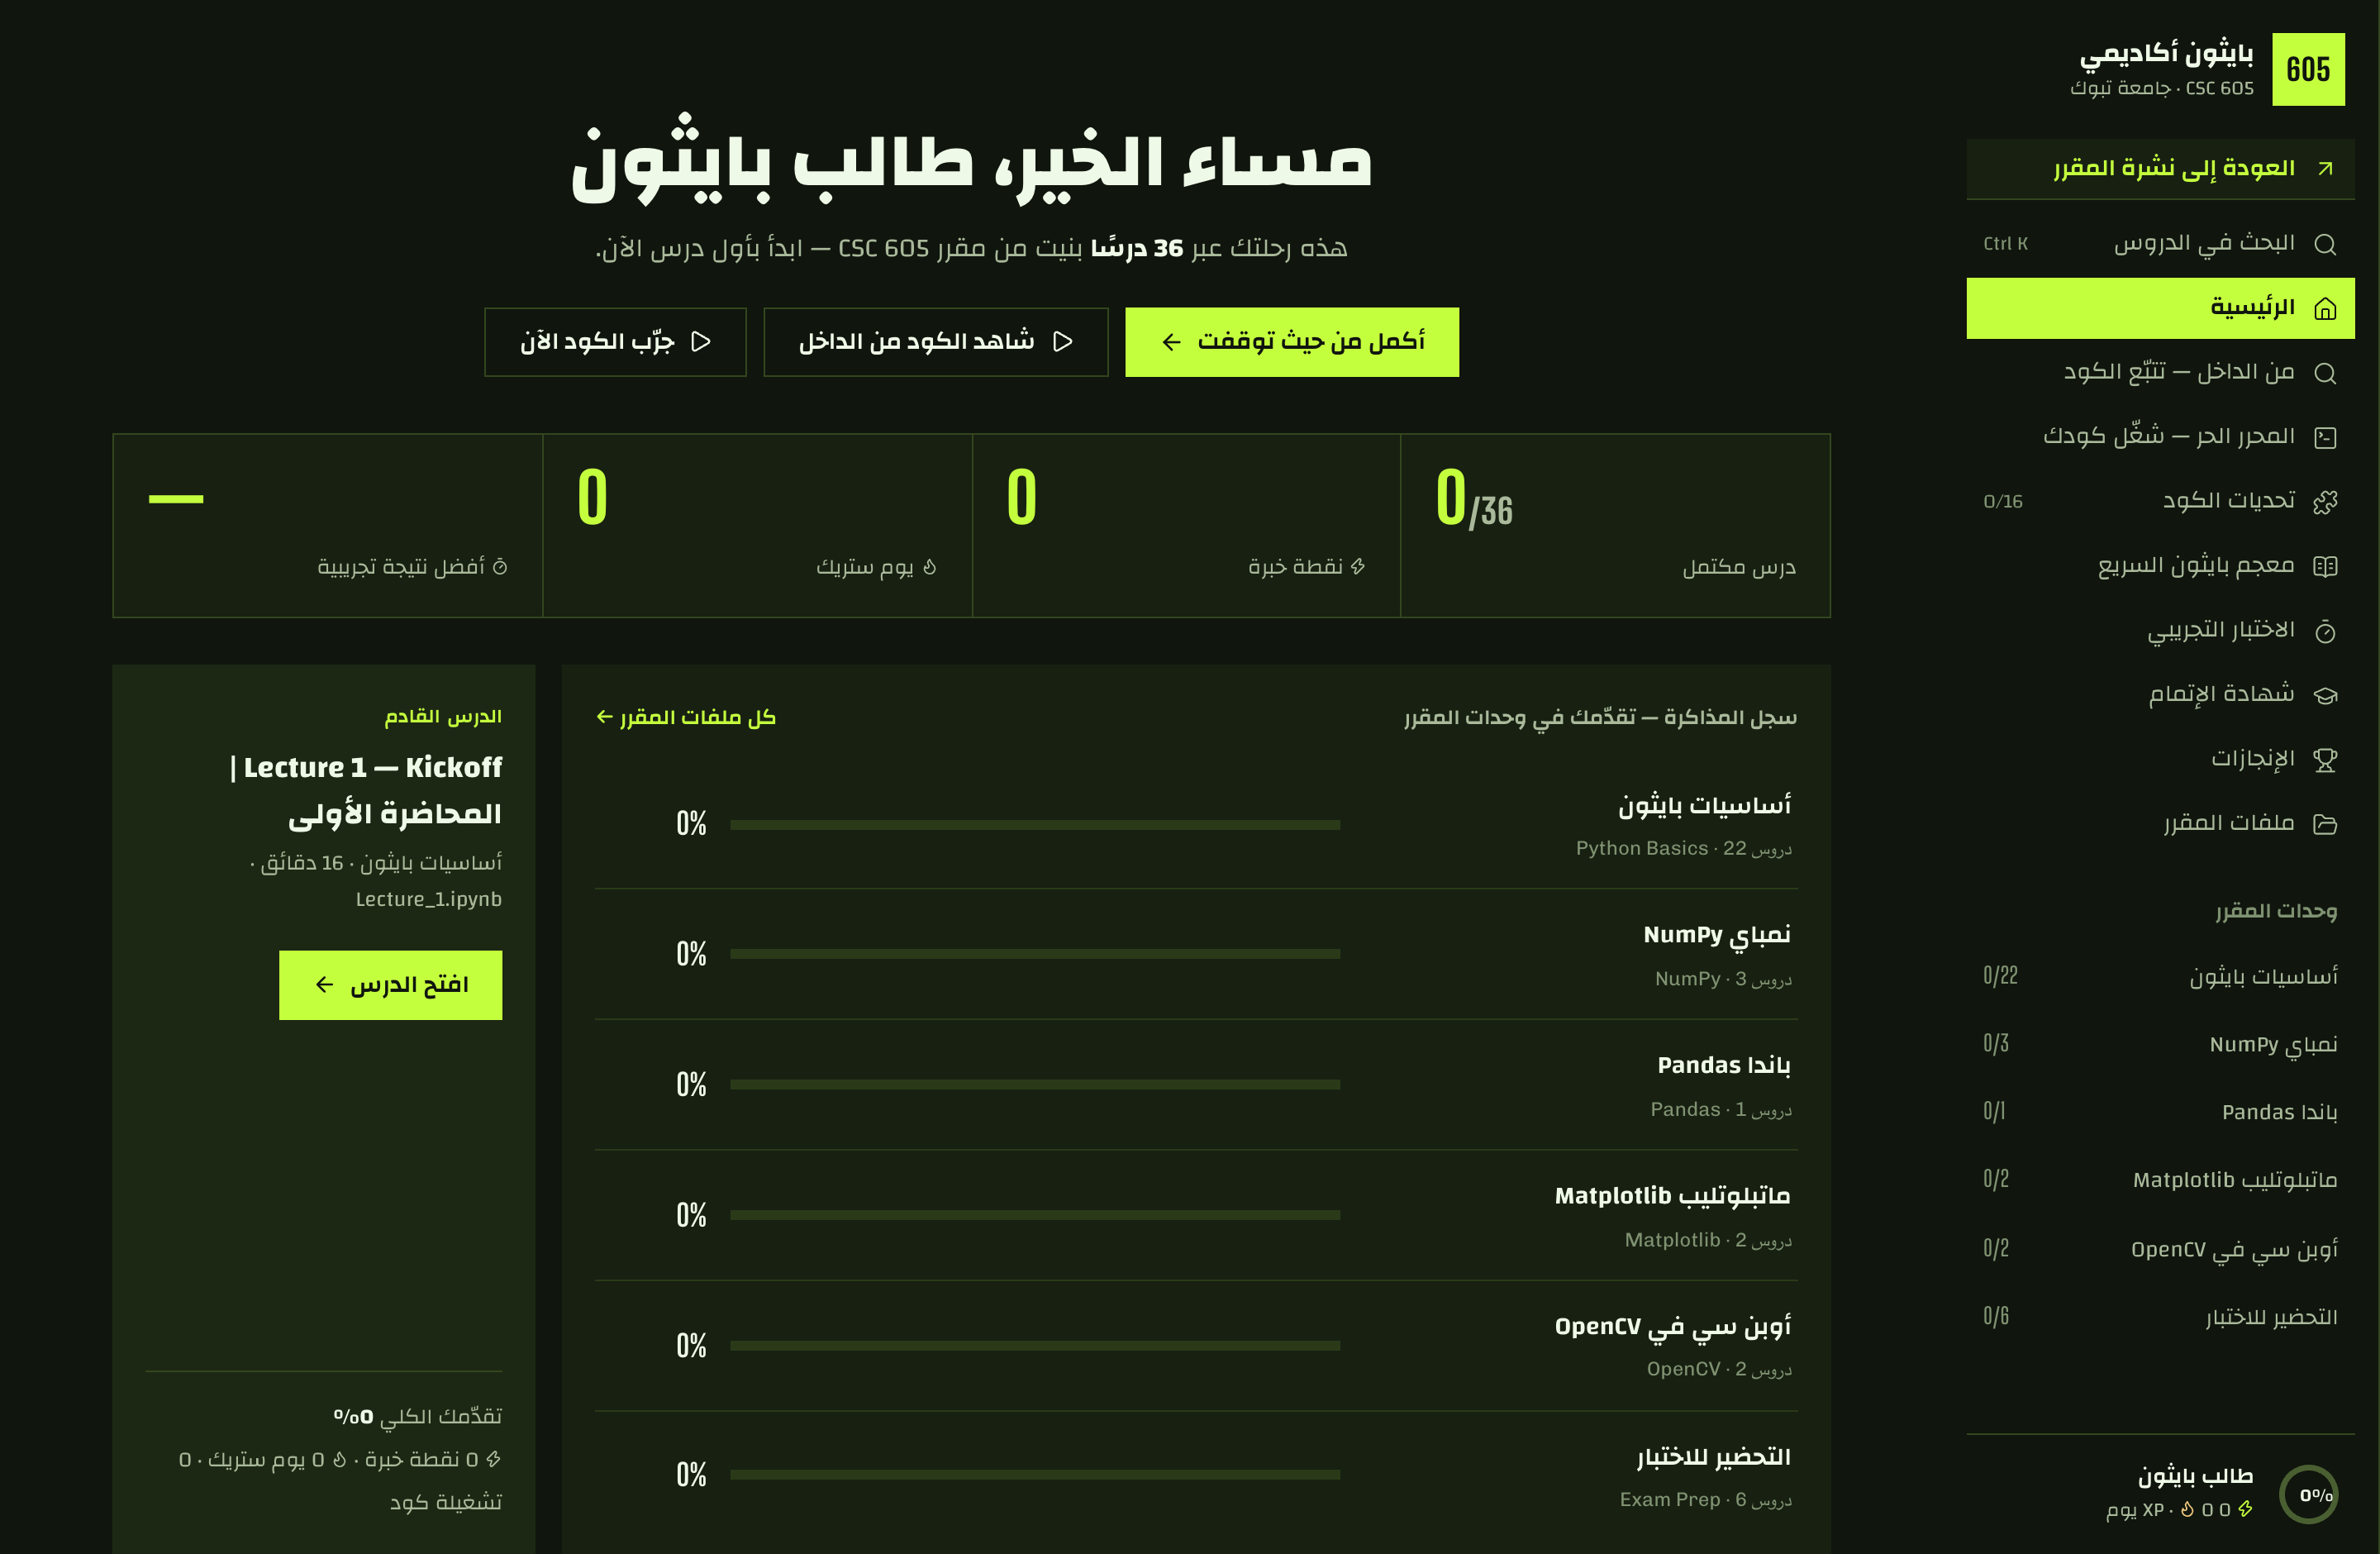 605
بايثون أكاديمي
CSC 605 · جامعة تبوك
العودة إلى نشرة المقرر
البحث في الدروس Ctrl K
الرئيسية
من الداخل — تتبّع الكود
المحرر الحر — شغّل كودك
تحديات الكود 0/16
معجم بايثون السريع
الاختبار التجريبي
شهادة الإتمام
الإنجازات
ملفات المقرر
وحدات المقرر
أساسيات بايثون 0/22
نمباي NumPy 0/3
باندا Pandas 0/1
ماتبلوتليب Matplotlib 0/2
أوبن سي في OpenCV 0/2
التحضير للاختبار 0/6
0%
طالب بايثون
0 0 XP · يوم
مساء الخير، طالب بايثون
هذه رحلتك عبر 36 درسًا بنيت من مقرر CSC 605 — ابدأ بأول درس الآن.
أكمل من حيث توقفت ←
شاهد الكود من الداخل
جرّب الكود الآن
0/36
درس مكتمل
0
نقطة خبرة
0
يوم ستريك
—
أفضل نتيجة تجريبية
سجل المذاكرة — تقدّمك في وحدات المقرر
كل ملفات المقرر ←
أساسيات بايثون
Python Basics · 22 دروس
0%
نمباي NumPy
NumPy · 3 دروس
0%
باندا Pandas
Pandas · 1 دروس
0%
ماتبلوتليب Matplotlib
Matplotlib · 2 دروس
0%
أوبن سي في OpenCV
OpenCV · 2 دروس
0%
التحضير للاختبار
Exam Prep · 6 دروس
0%
الدرس القادم
Lecture 1 — Kickoff |
المحاضرة الأولى
أساسيات بايثون · 16 دقائق ·
Lecture_1.ipynb
افتح الدرس ←
تقدّمك الكلي 0%
0 نقطة خبرة · 0 يوم ستريك · 0
تشغيلة كود